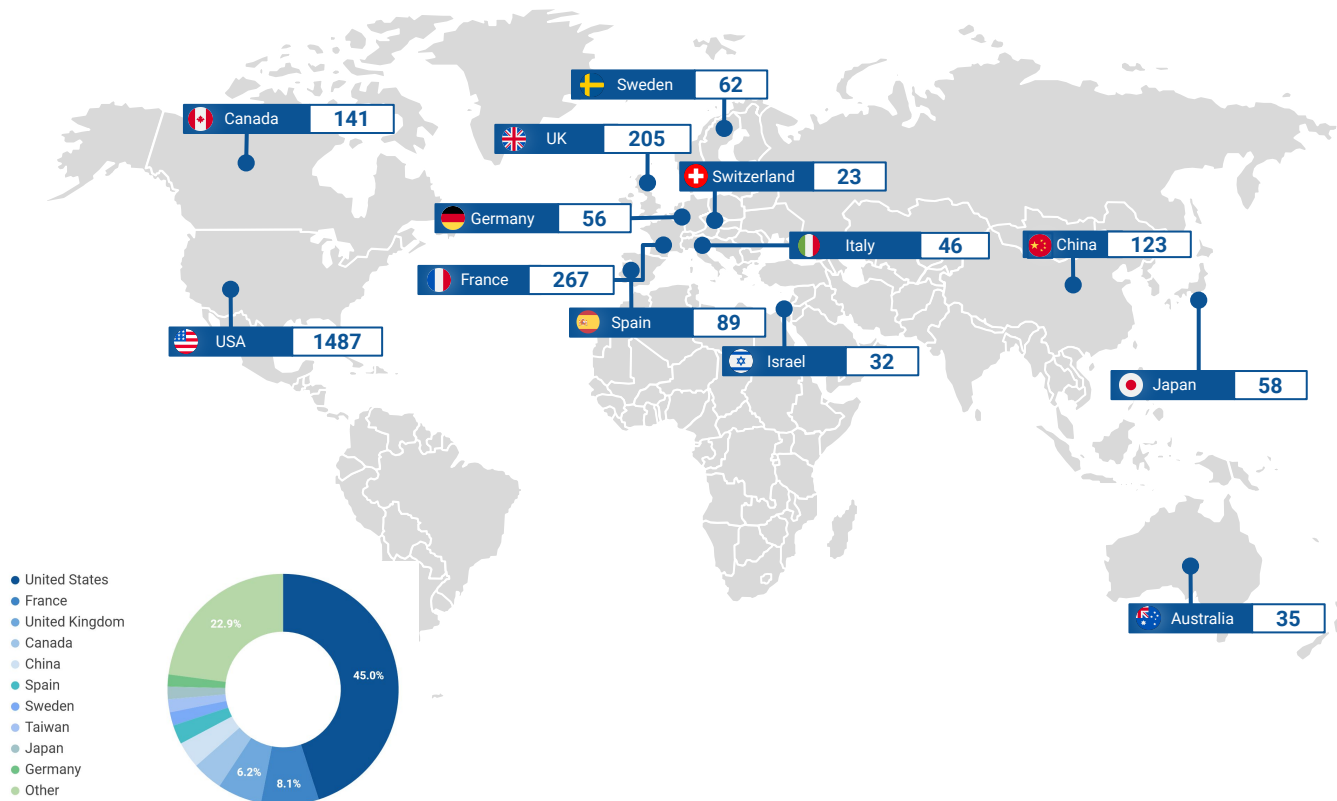 Sweden 62
Canada 141
UK 205
Switzerland 23
Germany 56
Italy 46
China 123
France 267
Spain 89
USA 1487
Israel 32
Japan 58
Australia 35
United States
France
United Kingdom
Canada
China
Spain
Sweden
Taiwan
Japan
Germany
Other
22.9%
45.0%
6.2%
8.1%